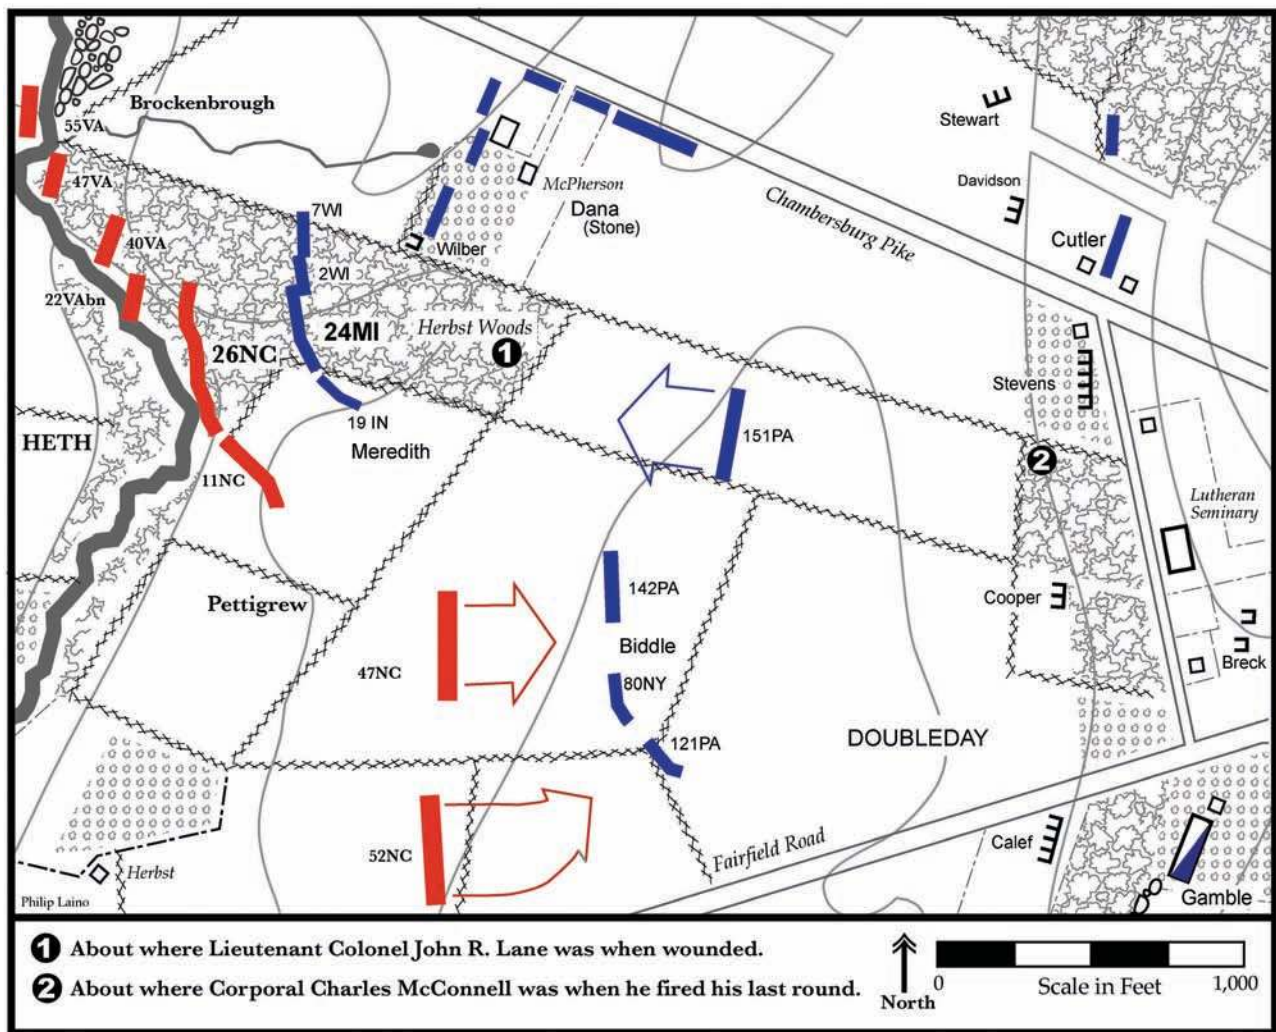 Brockenbrough
55VA
47VA
40VA
22VAbn
7WI
2WI
24MI
26NC
19 IN
Meredith
HETH
11NC
Wilber
McPherson
Dana
(Stone)
Herbst Woods
1
Chambersburg Pike
Stewart
Davidson
Cutler
Stevens
2
Lutheran
Seminary
151PA
142PA
Biddle
80NY
121PA
Pettigrew
47NC
52NC
Cooper
Breck
DOUBLEDAY
Fairfield Road
Calef
Gamble
Herbst
Philip Laino
1 About where Lieutenant Colonel John R. Lane was when wounded.
2 About where Corporal Charles McConnell was when he fired his last round.
North
0 Scale in Feet 1,000